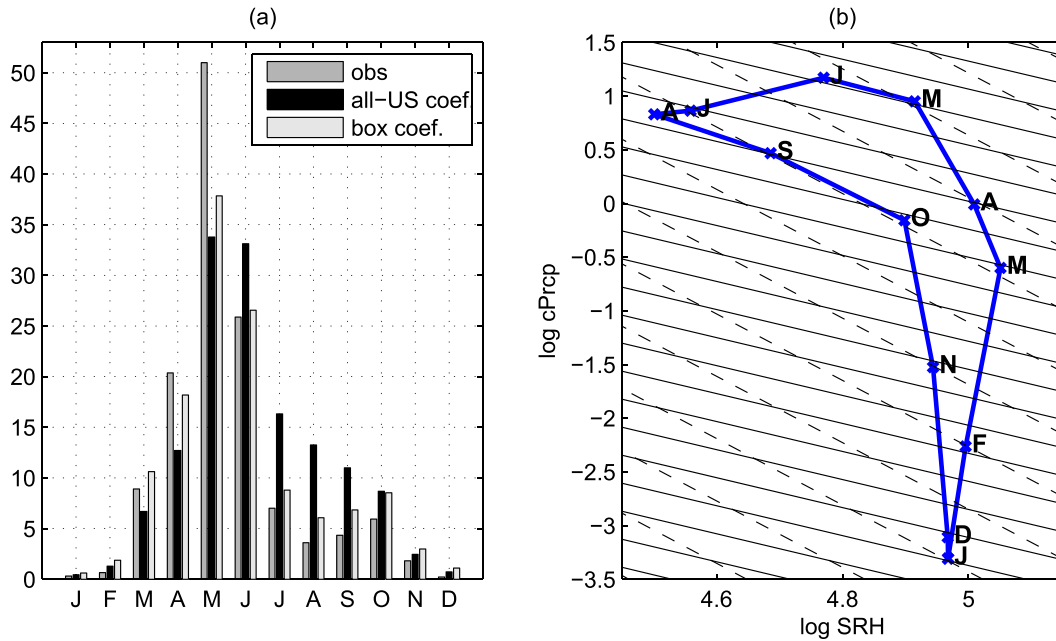 (a)
50
45
40
35
30
25
20
15
10
5
0
obs
all−US coef.
box coef.
J F M A M J J A S O N D
(b)
log cPrcp
1.5
1
0.5
0
−0.5
−1
−1.5
−2
−2.5
−3
−3.5
J
M
A J
S
A
O
M
N
F
D
J
4.6 4.8 5
log SRH